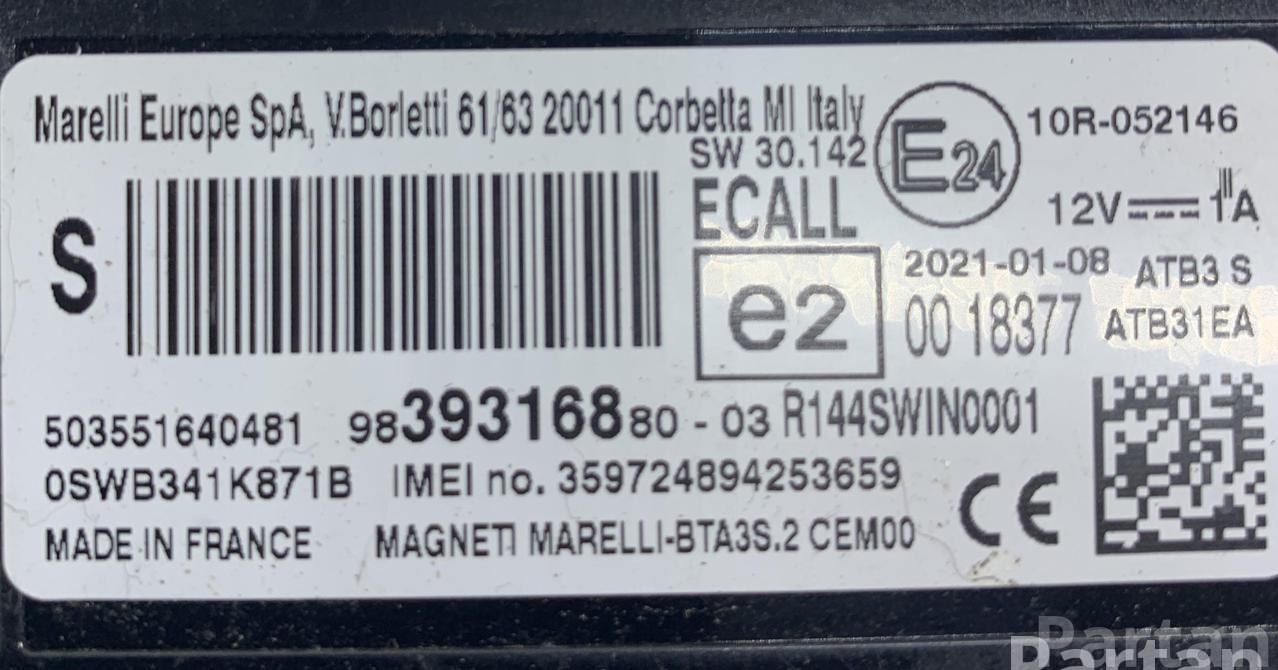 Marelli Europe SpA, V.Borletti 61/63 20011 Corbetta MI Italy
SW 30.142
E24
10R-052146
12V 1A
S
ECALL
e2
2021-01-08
00 18377
ATB3 S
ATB31EA
503551640481 9839316880 - 03 R144SWIN0001
0SWB341K871B IMEI no. 359724894253659
CE
MADE IN FRANCE MAGNETI MARELLI-BTA3S.2 CEM00
Partan
Partan